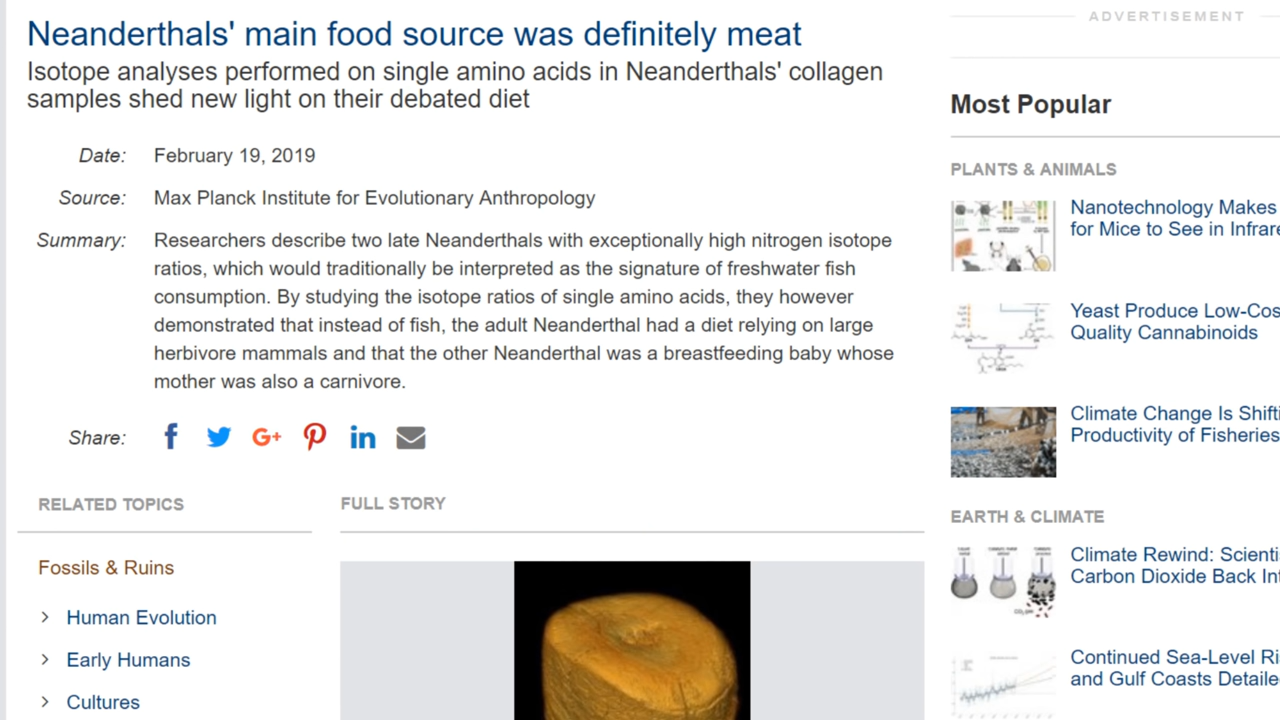 ADVERTISEMENT
Neanderthals' main food source was definitely meat
Isotope analyses performed on single amino acids in Neanderthals' collagen
samples shed new light on their debated diet
Date: February 19, 2019
Source: Max Planck Institute for Evolutionary Anthropology
Summary: Researchers describe two late Neanderthals with exceptionally high nitrogen isotope
ratios, which would traditionally be interpreted as the signature of freshwater fish
consumption. By studying the isotope ratios of single amino acids, they however
demonstrated that instead of fish, the adult Neanderthal had a diet relying on large
herbivore mammals and that the other Neanderthal was a breastfeeding baby whose
mother was also a carnivore.
Share:
RELATED TOPICS
Fossils & Ruins
Human Evolution
Early Humans
Cultures
FULL STORY
Most Popular
PLANTS & ANIMALS
Nanotechnology Makes
for Mice to See in Infrare
Yeast Produce Low-Cos
Quality Cannabinoids
Climate Change Is Shifti
Productivity of Fisheries
EARTH & CLIMATE
Climate Rewind: Scienti
Carbon Dioxide Back Int
Continued Sea-Level Ri
and Gulf Coasts Detaile